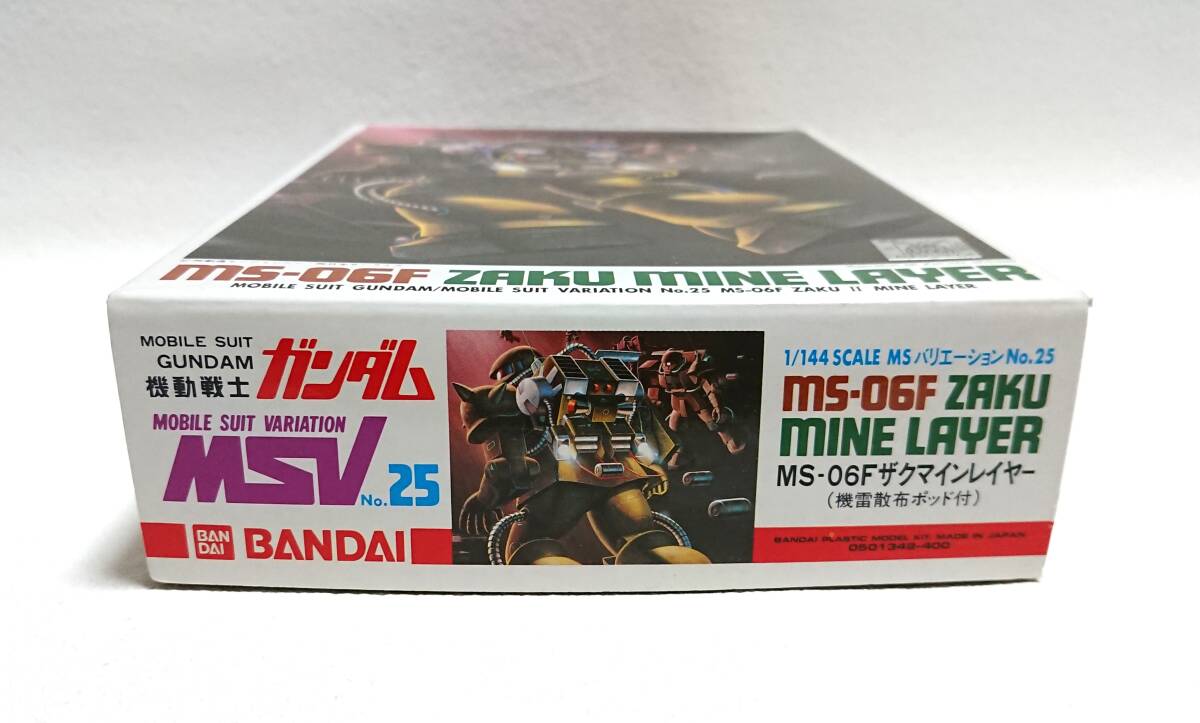 MS-06F ZAKU MINE LAYER
MOBILE SUIT GUNDAM/MOBILE SUIT VARIATION No.25 MS-06F ZAKU II MINE LAYER
MOBILE SUIT
GUNDAM
機動戦士
ガンダム
MOBILE SUIT VARIATION
MSV
No.25
BAN
DAI
BANDAI
1/144 SCALE MSバリエーションNo.25
MS-06F ZAKU
MINE LAYER
MS-06Fザクマインレイヤー
(機雷散布ポッド付)
BANDAI PLASTIC MODEL KIT. MADE IN JAPAN
0501342-400